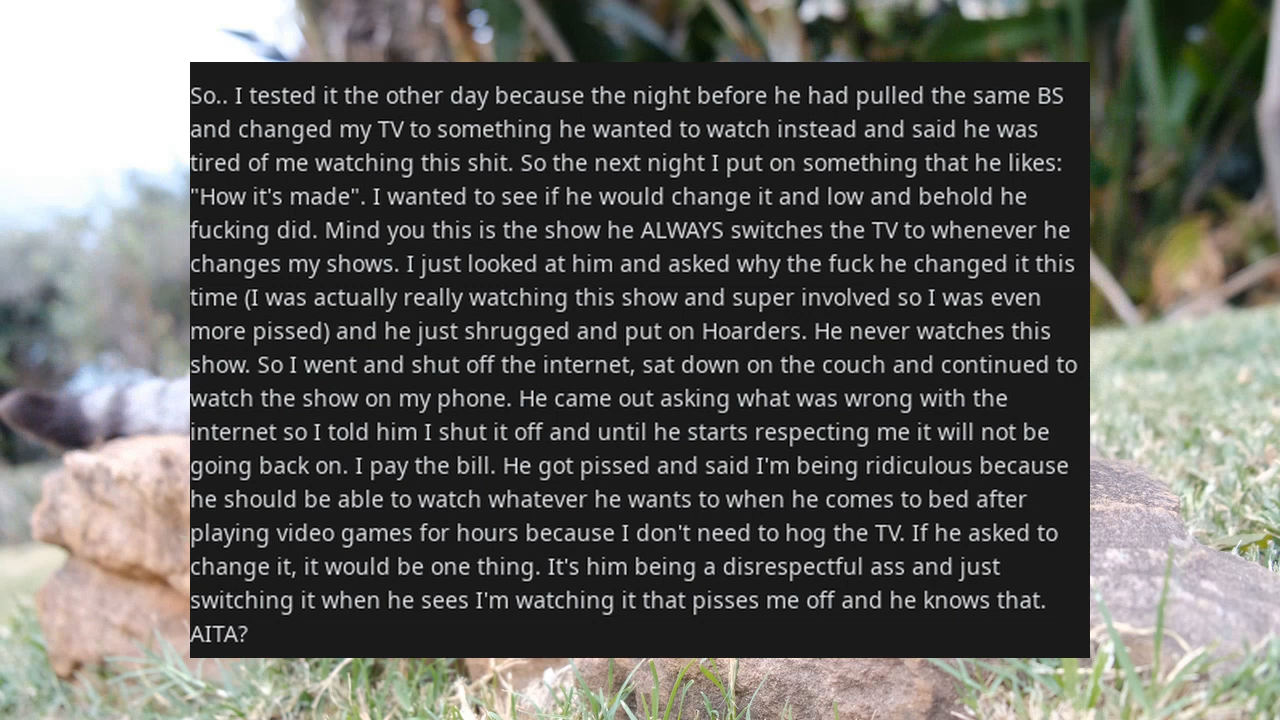 So.. I tested it the other day because the night before he had pulled the same BS
and changed my TV to something he wanted to watch instead and said he was
tired of me watching this shit. So the next night I put on something that he likes:
"How it's made". I wanted to see if he would change it and low and behold he
fucking did. Mind you this is the show he ALWAYS switches the TV to whenever he
changes my shows. I just looked at him and asked why the fuck he changed it this
time (I was actually really watching this show and super involved so I was even
more pissed) and he just shrugged and put on Hoarders. He never watches this
show. So I went and shut off the internet, sat down on the couch and continued to
watch the show on my phone. He came out asking what was wrong with the
internet so I told him I shut it off and until he starts respecting me it will not be
going back on. I pay the bill. He got pissed and said I'm being ridiculous because
he should be able to watch whatever he wants to when he comes to bed after
playing video games for hours because I don't need to hog the TV. If he asked to
change it, it would be one thing. It's him being a disrespectful ass and just
switching it when he sees I'm watching it that pisses me off and he knows that.
AITA?